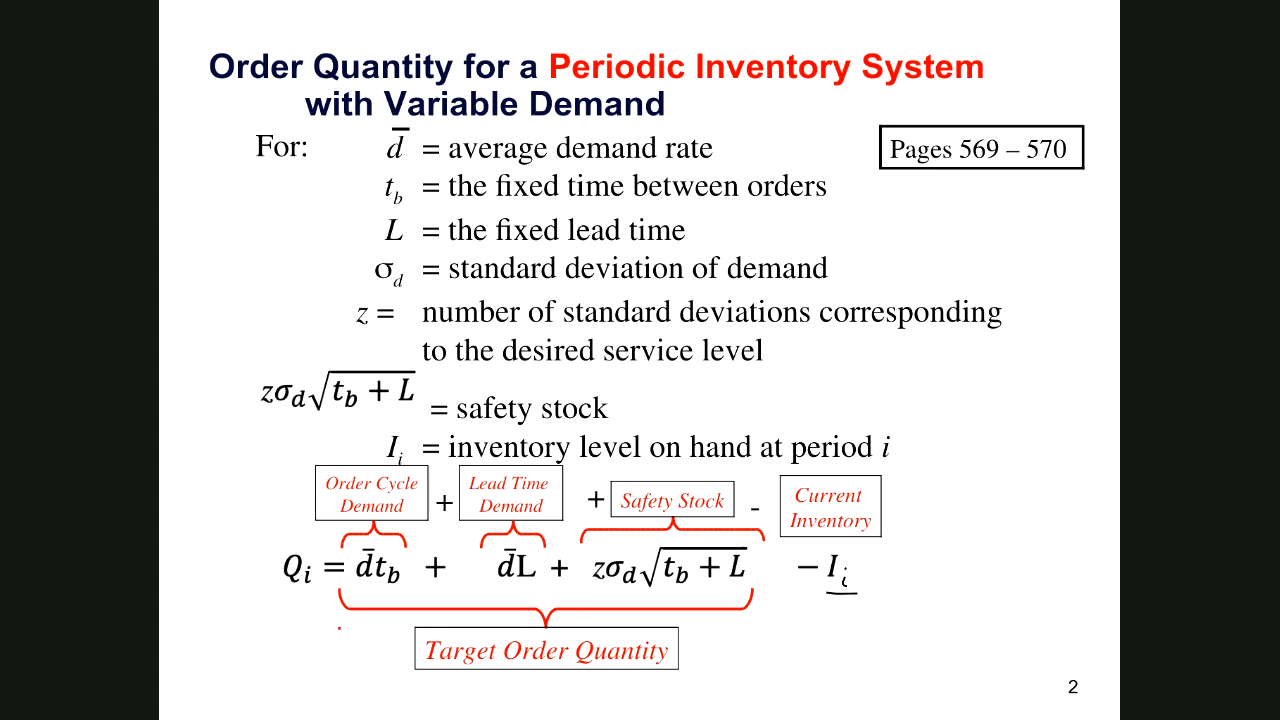 Order Quantity for a Periodic Inventory System
with Variable Demand
For: d̅ = average demand rate
Pages 569 – 570
t_b = the fixed time between orders
L = the fixed lead time
σ_d = standard deviation of demand
z = number of standard deviations corresponding
to the desired service level
zσ_d√(t_b + L) = safety stock
I_i = inventory level on hand at period i
Order Cycle Demand + Lead Time Demand + Safety Stock - Current Inventory
Q_i = d̄t_b + d̄L + zσ_d√(t_b + L) − I_i
Target Order Quantity
2